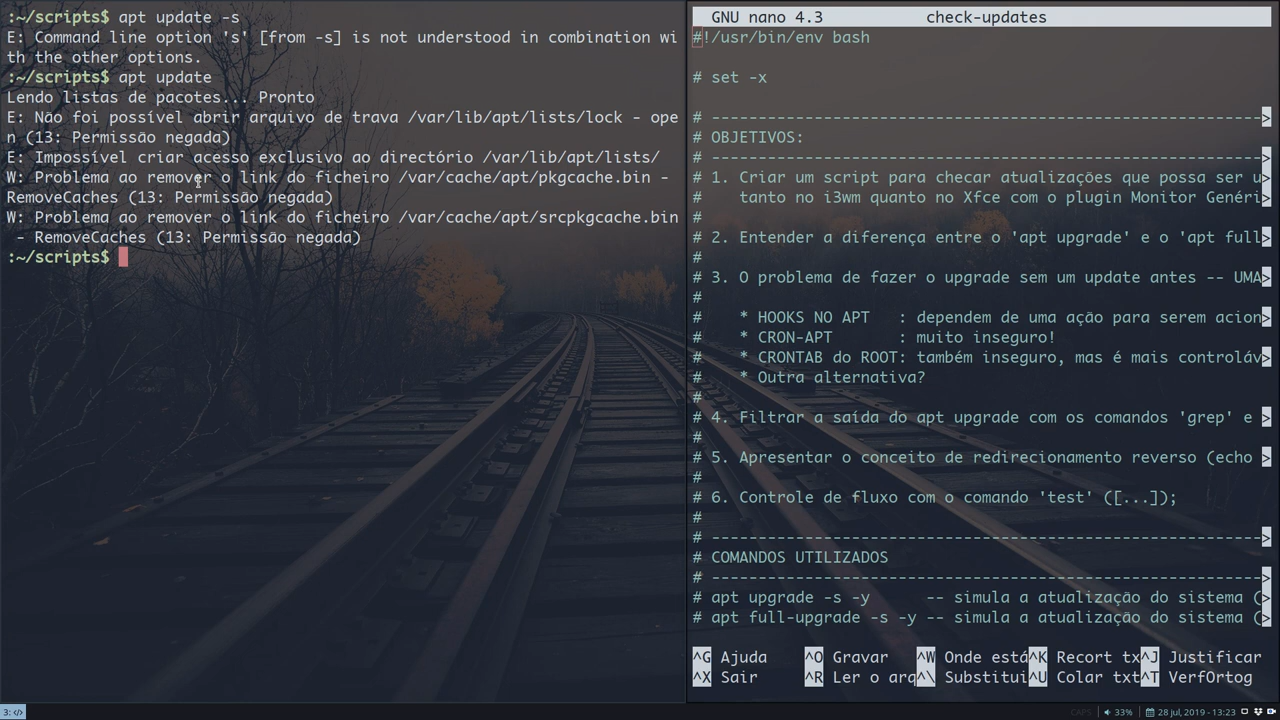 :~/scripts$ apt update -s
E: Command line option 's' [from -s] is not understood in combination wi
th the other options.
:~/scripts$ apt update
Lendo listas de pacotes... Pronto
E: Não foi possível abrir arquivo de trava /var/lib/apt/lists/lock - ope
n (13: Permissão negada)
E: Impossível criar acesso exclusivo ao directório /var/lib/apt/lists/
W: Problema ao remover o link do ficheiro /var/cache/apt/pkgcache.bin -
RemoveCaches (13: Permissão negada)
W: Problema ao remover o link do ficheiro /var/cache/apt/srcpkgcache.bin
 - RemoveCaches (13: Permissão negada)
:~/scripts$
GNU nano 4.3 check-updates
#!/usr/bin/env bash
# set -x
# ------------------------------------------------------------>
# OBJETIVOS:
# ------------------------------------------------------------>
# 1. Criar um script para checar atualizações que possa ser u>
#    tanto no i3wm quanto no Xfce com o plugin Monitor Genéri>
#
# 2. Entender a diferença entre o 'apt upgrade' e o 'apt full>
#
# 3. O problema de fazer o upgrade sem um update antes -- UMA>
#
#    * HOOKS NO APT   : dependem de uma ação para serem acion>
#    * CRON-APT       : muito inseguro!
#    * CRONTAB do ROOT: também inseguro, mas é mais controláv>
#    * Outra alternativa?
#
# 4. Filtrar a saída do apt upgrade com os comandos 'grep' e >
#
# 5. Apresentar o conceito de redirecionamento reverso (echo >
#
# 6. Controle de fluxo com o comando 'test' ([...]);
#
# ------------------------------------------------------------>
# COMANDOS UTILIZADOS
# ------------------------------------------------------------>
# apt upgrade -s -y      -- simula a atualização do sistema (>
# apt full-upgrade -s -y -- simula a atualização do sistema (>
^G Ajuda ^O Gravar ^W Onde está ^K Recort tx ^J Justificar
^X Sair ^R Ler o arq ^\ Substitui ^U Colar txt ^T VerfOrtog
3: </> CAPS 33% 28 jul, 2019 - 13:23